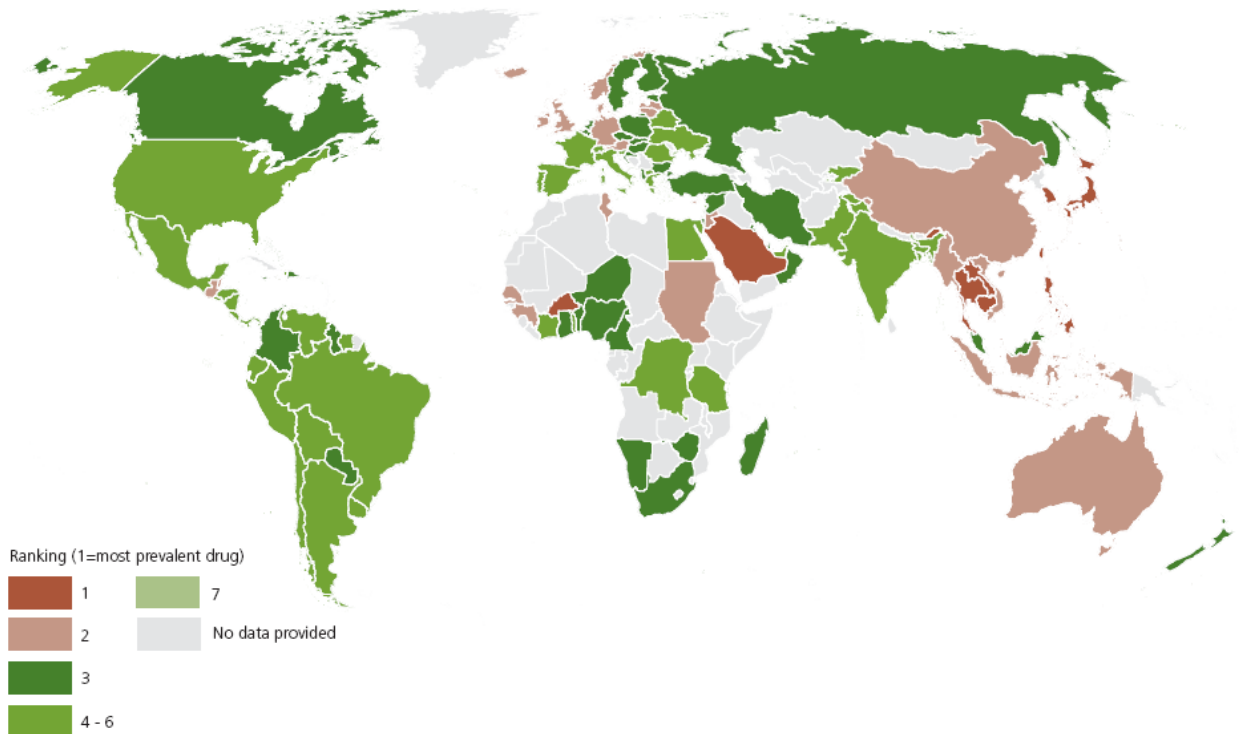 Ranking (1=most prevalent drug)
1
7
2
No data provided
3
4 - 6